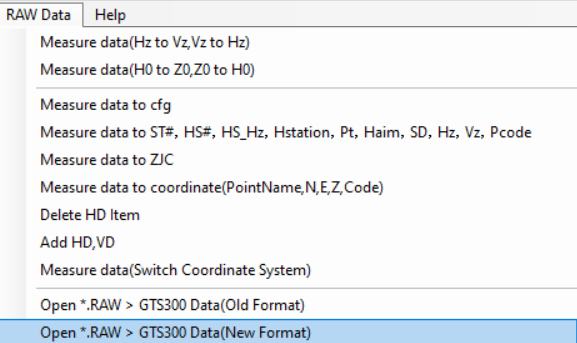 RAW Data Help
Measure data(Hz to Vz,Vz to Hz)
Measure data(H0 to Z0,Z0 to H0)
Measure data to cfg
Measure data to ST#, HS#, HS_Hz, Hstation, Pt, Haim, SD, Hz, Vz, Pcode
Measure data to ZJC
Measure data to coordinate(PointName,N,E,Z,Code)
Delete HD Item
Add HD,VD
Measure data(Switch Coordinate System)
Open *.RAW > GTS300 Data(Old Format)
Open *.RAW > GTS300 Data(New Format)